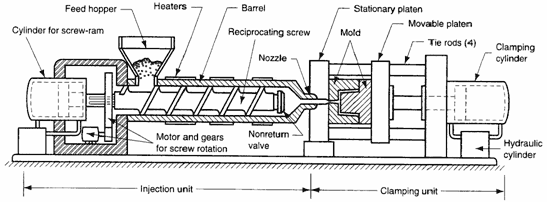 Feed hopper
Heaters
Barrel
Stationary platen
Movable platen
Cylinder for screw-ram
Reciprocating screw
Mold
Tie rods (4)
Nozzle
Clamping
cylinder
Motor and gears
for screw rotation
Nonreturn
valve
Hydraulic
cylinder
Injection unit
Clamping unit